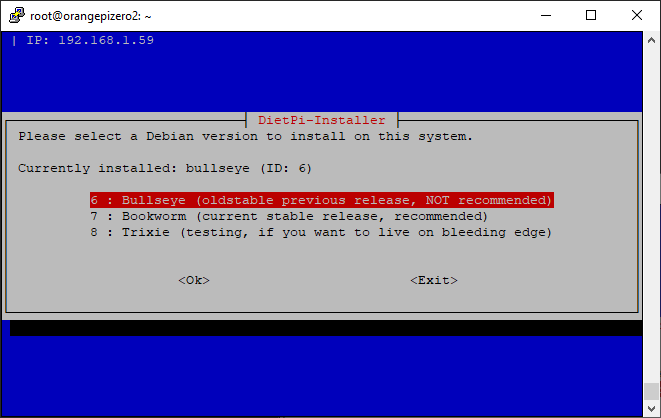 root@orangepizero2: ~
| IP: 192.168.1.59
DietPi-Installer
Please select a Debian version to install on this system.
Currently installed: bullseye (ID: 6)
6 : Bullseye (oldstable previous release, NOT recommended)
7 : Bookworm (current stable release, recommended)
8 : Trixie (testing, if you want to live on bleeding edge)
<Ok> <Exit>